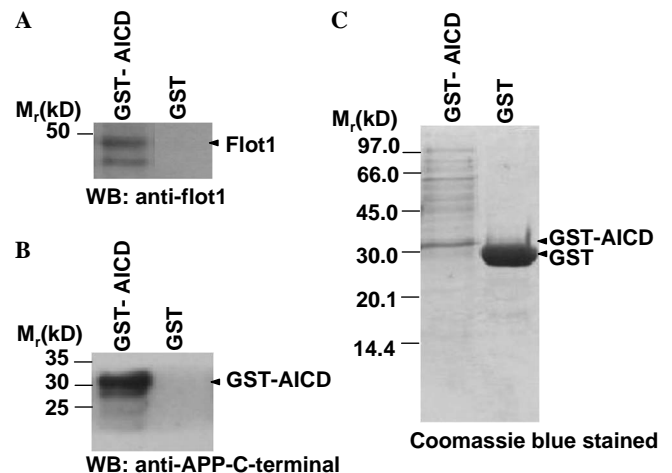 A
GST- AICD
GST
Mr(kD)
50
Flot1
WB: anti-flot1
B
GST- AICD
GST
Mr(kD)
35
30
25
GST-AICD
WB: anti-APP-C-terminal
C
GST- AICD
GST
Mr(kD)
97.0
66.0
45.0
30.0
20.1
14.4
GST-AICD
GST
Coomassie blue stained